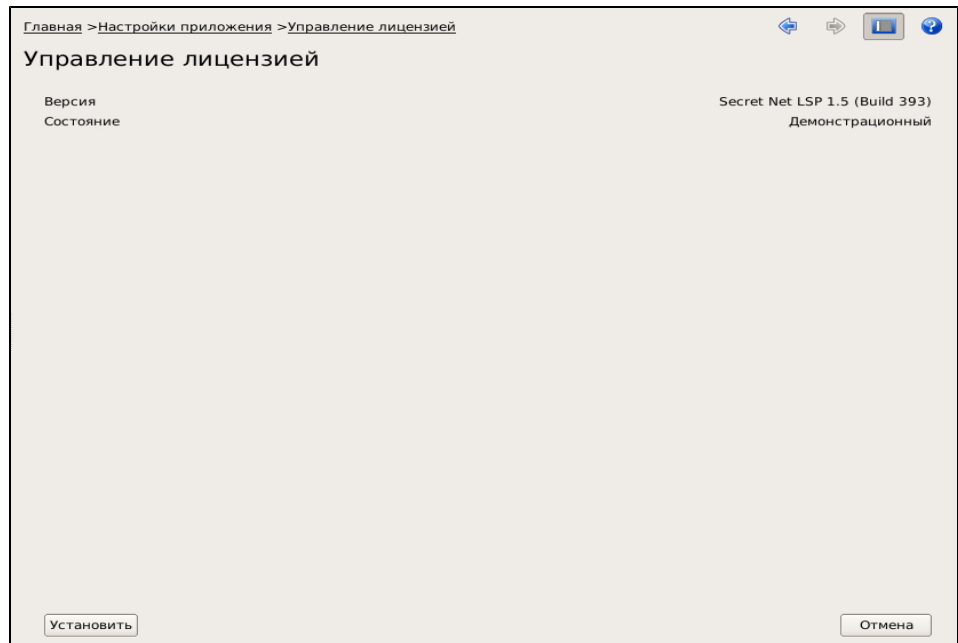 Главная >Настройки приложения >Управление лицензией
Управление лицензией
Версия Secret Net LSP 1.5 (Build 393)
Состояние Демонстрационный
Установить Отмена